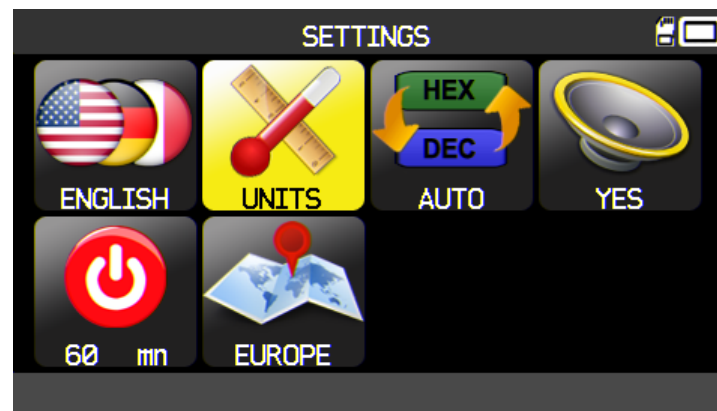 SETTINGS
HEX
DEC
ENGLISH UNITS AUTO YES
60 mn EUROPE